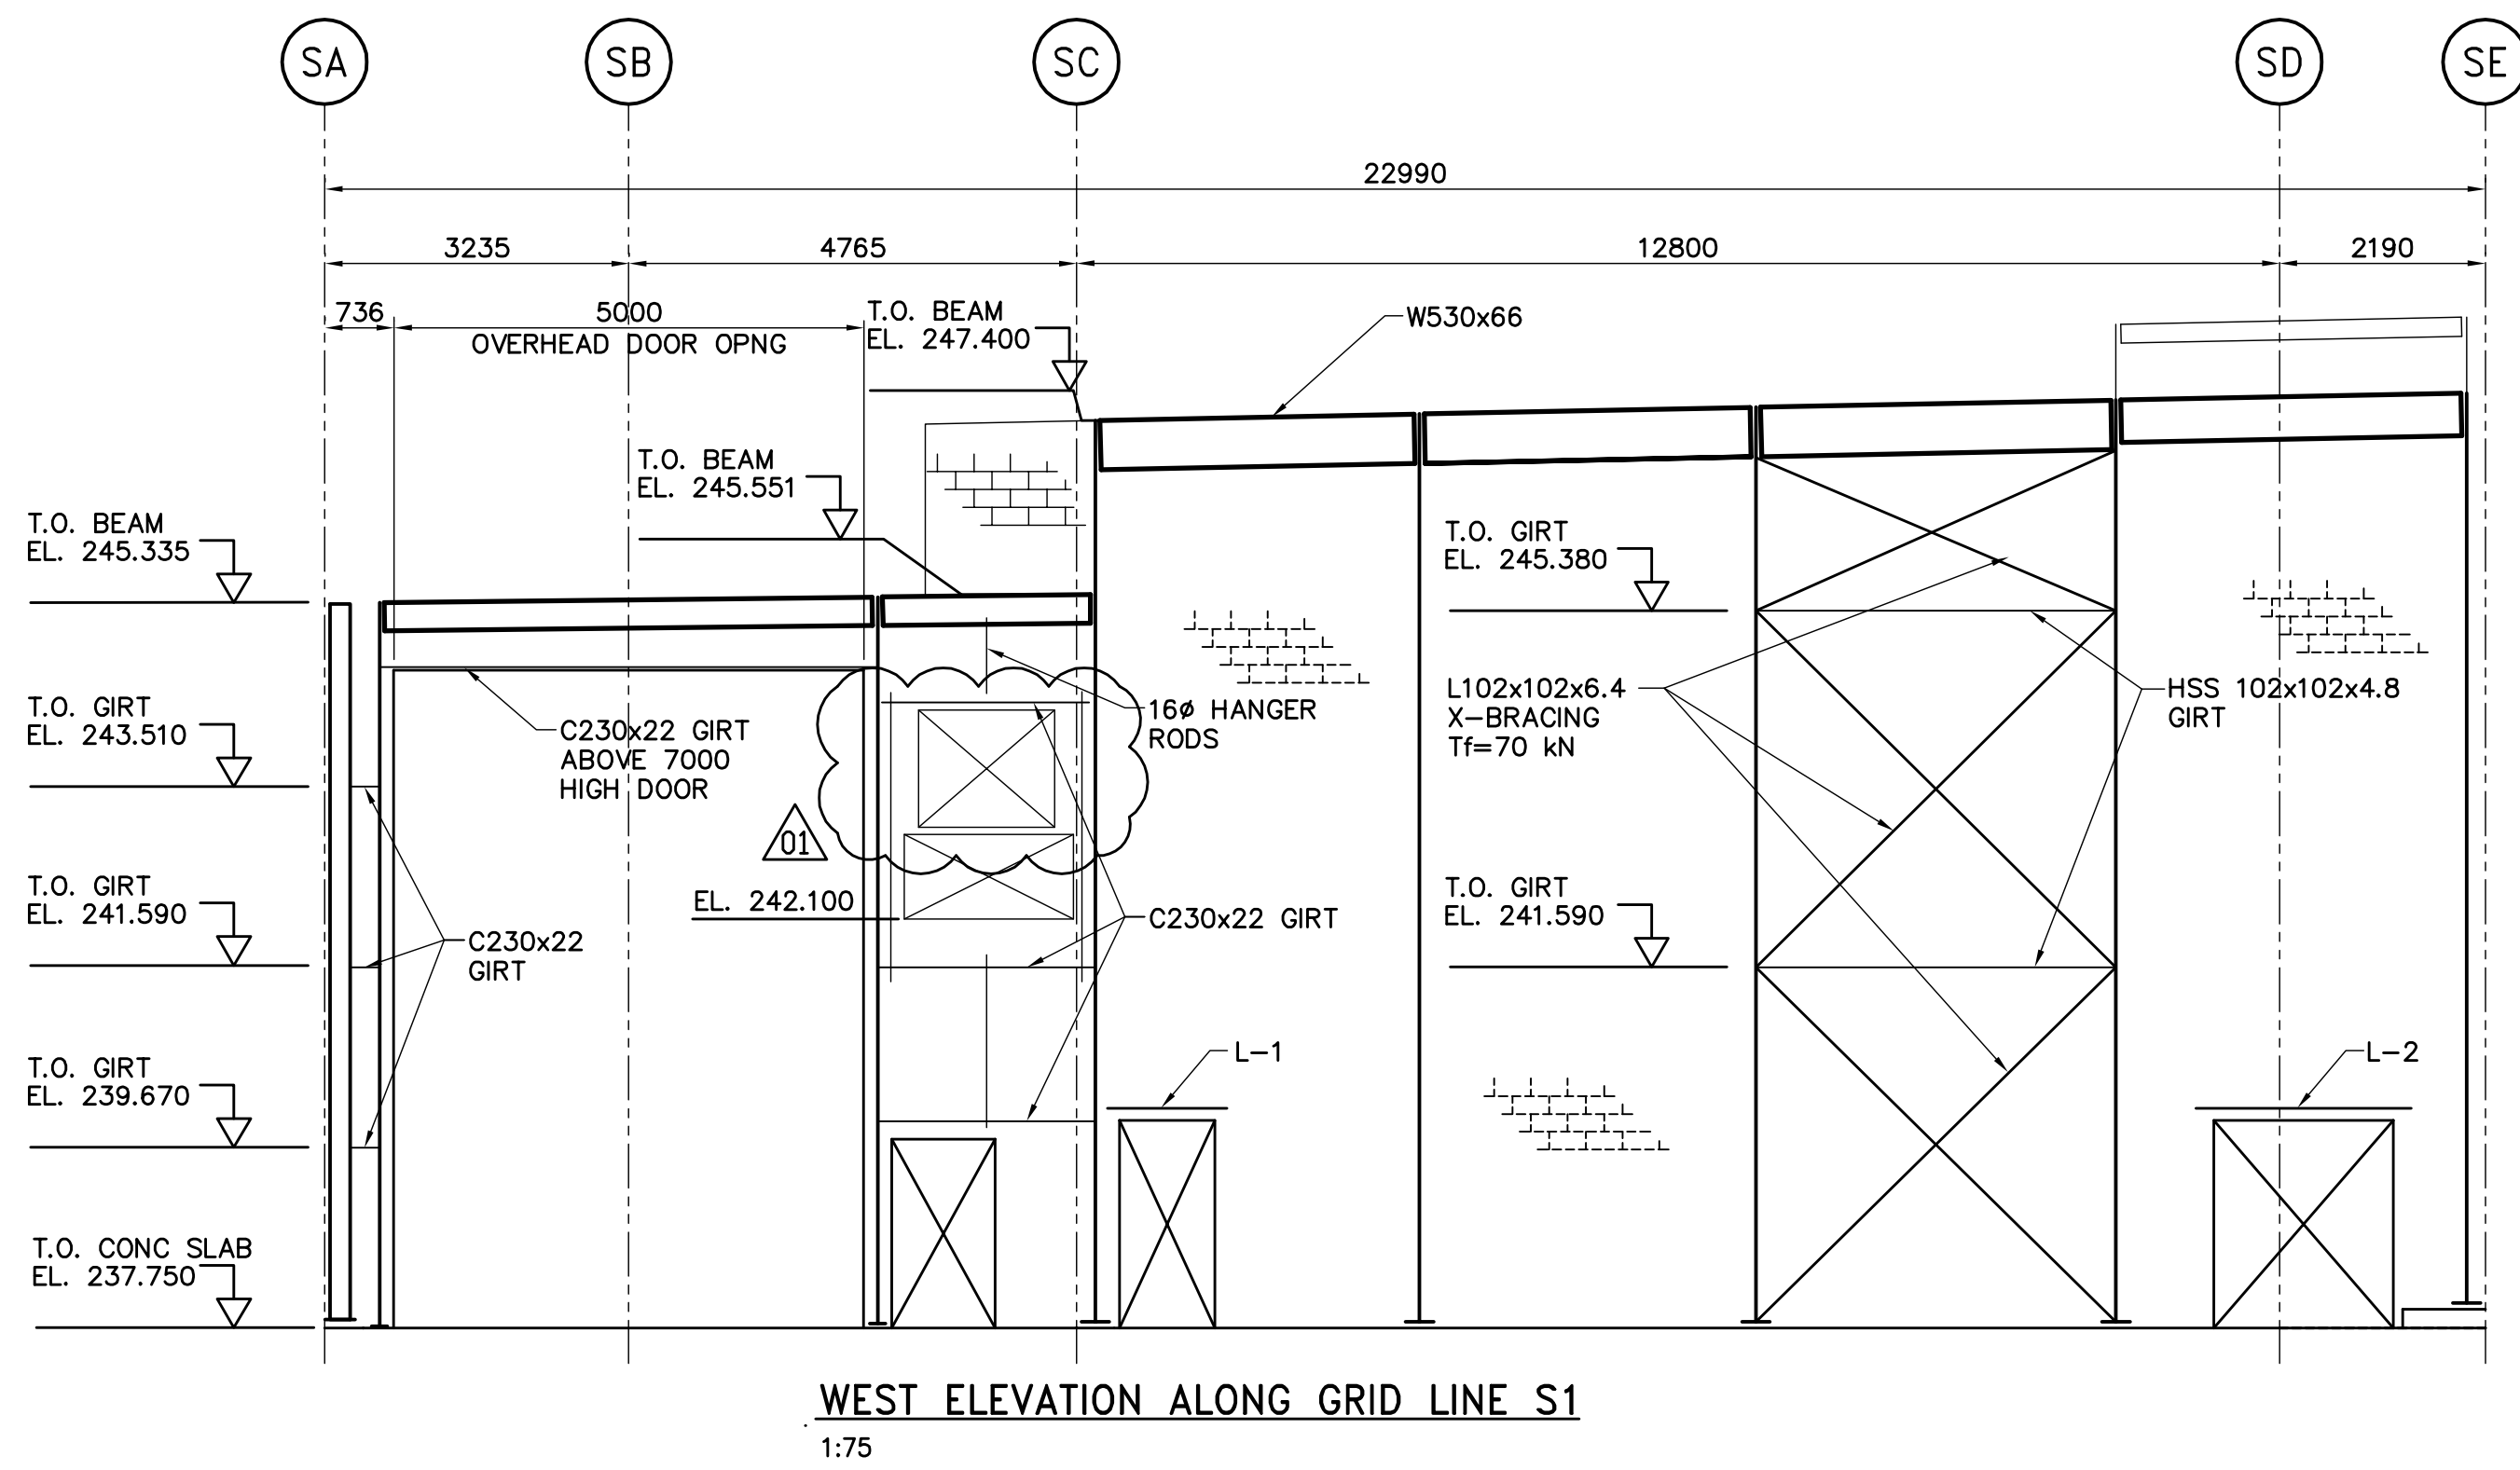 SA SB SC SD SE
22990
3235 4765 12800 2190
736 5000
OVERHEAD DOOR OPNG
T.O. BEAM
EL. 247.400
W530x66
T.O. BEAM
EL. 245.551
T.O. BEAM
EL. 245.335
T.O. GIRT
EL. 245.380
T.O. GIRT
EL. 243.510
C230x22 GIRT
ABOVE 7000
HIGH DOOR
16ø HANGER
RODS
L102x102x6.4
X-BRACING
Tf=70 kN
HSS 102x102x4.8
GIRT
01
T.O. GIRT
EL. 241.590
C230x22
GIRT
EL. 242.100
C230x22 GIRT
T.O. GIRT
EL. 241.590
T.O. GIRT
EL. 239.670
L-1
L-2
T.O. CONC SLAB
EL. 237.750
WEST ELEVATION ALONG GRID LINE S1
1:75